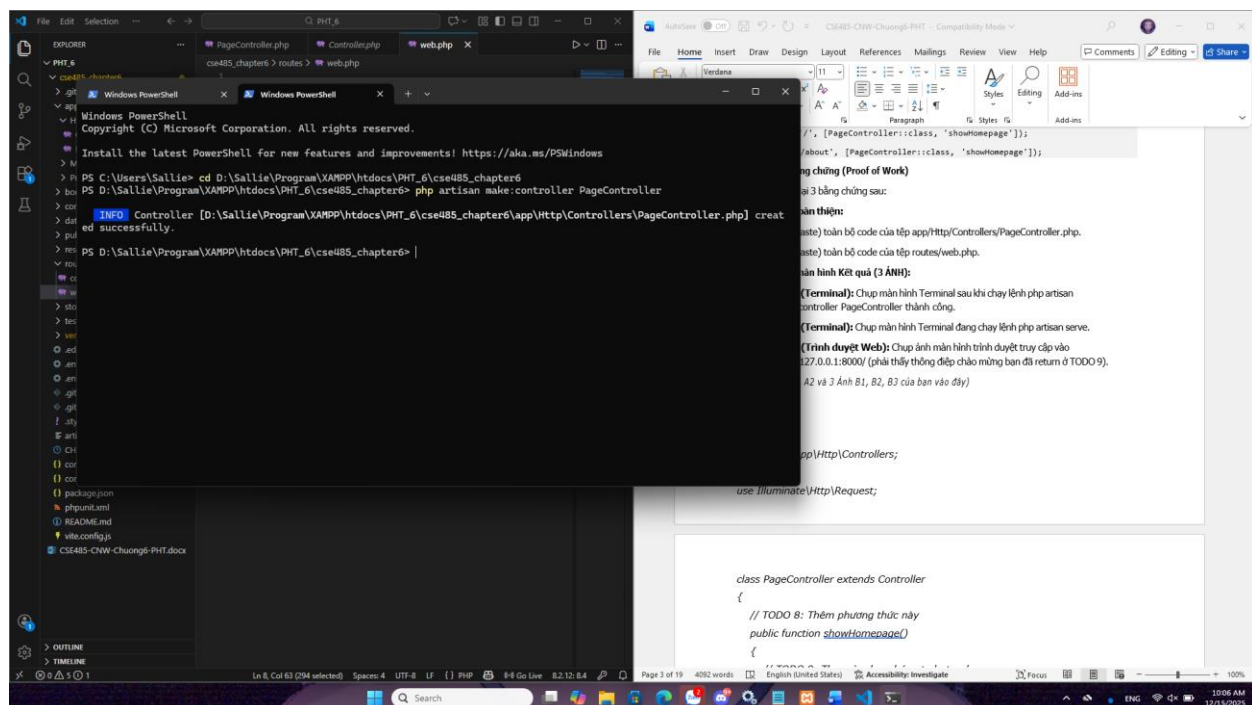 File Edit Selection ··· ← → PHT_6
EXPLORER ···
PHT_6
cse485_chapter6
PageController.php Controller.php web.php ×
cse485_chapter6 > routes > web.php
Windows PowerShell × Windows PowerShell × +
Windows PowerShell
Copyright (C) Microsoft Corporation. All rights reserved.
Install the latest PowerShell for new features and improvements! https://aka.ms/PSWindows
PS C:\Users\Sallie> cd D:\Sallie\Program\XAMPP\htdocs\PHT_6\cse485_chapter6
PS D:\Sallie\Program\XAMPP\htdocs\PHT_6\cse485_chapter6> php artisan make:controller PageController
INFO Controller [D:\Sallie\Program\XAMPP\htdocs\PHT_6\cse485_chapter6\app\Http\Controllers\PageController.php] creat
ed successfully.
PS D:\Sallie\Program\XAMPP\htdocs\PHT_6\cse485_chapter6>
package.json
phpunit.xml
README.md
vite.config.js
CSE485-CNW-Chuong6-PHT.docx
OUTLINE
TIMELINE
0 5 1 Ln 8, Col 63 (294 selected) Spaces: 4 UTF-8 LF {} PHP Go Live 8.2.12: 8.4
AutoSave Off CSE485-CNW-Chuong6-PHT - Compatibility Mode
File Home Insert Draw Design Layout References Mailings Review View Help Comments Editing Share
Verdana 11
Styles Editing Add-ins
Paragraph Styles Add-ins
'/', [PageController::class, 'showHomepage']);
/about', [PageController::class, 'showHomepage']);
ng chứng (Proof of Work)
ại 3 bằng chứng sau:
oàn thiện:
aste) toàn bộ code của tệp app/Http/Controllers/PageController.php.
aste) toàn bộ code của tệp routes/web.php.
màn hình Kết quả (3 ẢNH):
(Terminal): Chụp màn hình Terminal sau khi chạy lệnh php artisan
controller PageController thành công.
(Terminal): Chụp màn hình Terminal đang chạy lệnh php artisan serve.
(Trình duyệt Web): Chụp ảnh màn hình trình duyệt truy cập vào
127.0.0.1:8000/ (phải thấy thông điệp chào mừng bạn đã return ở TODO 9).
A2 và 3 Ảnh B1, B2, B3 của bạn vào đây)
pp\Http\Controllers;
use Illuminate\Http\Request;
class PageController extends Controller
{
// TODO 8: Thêm phương thức này
public function showHomepage()
{
Page 3 of 19 4092 words English (United States) Accessibility: Investigate Focus 100%
Search
ENG 10:06 AM
12/15/2025